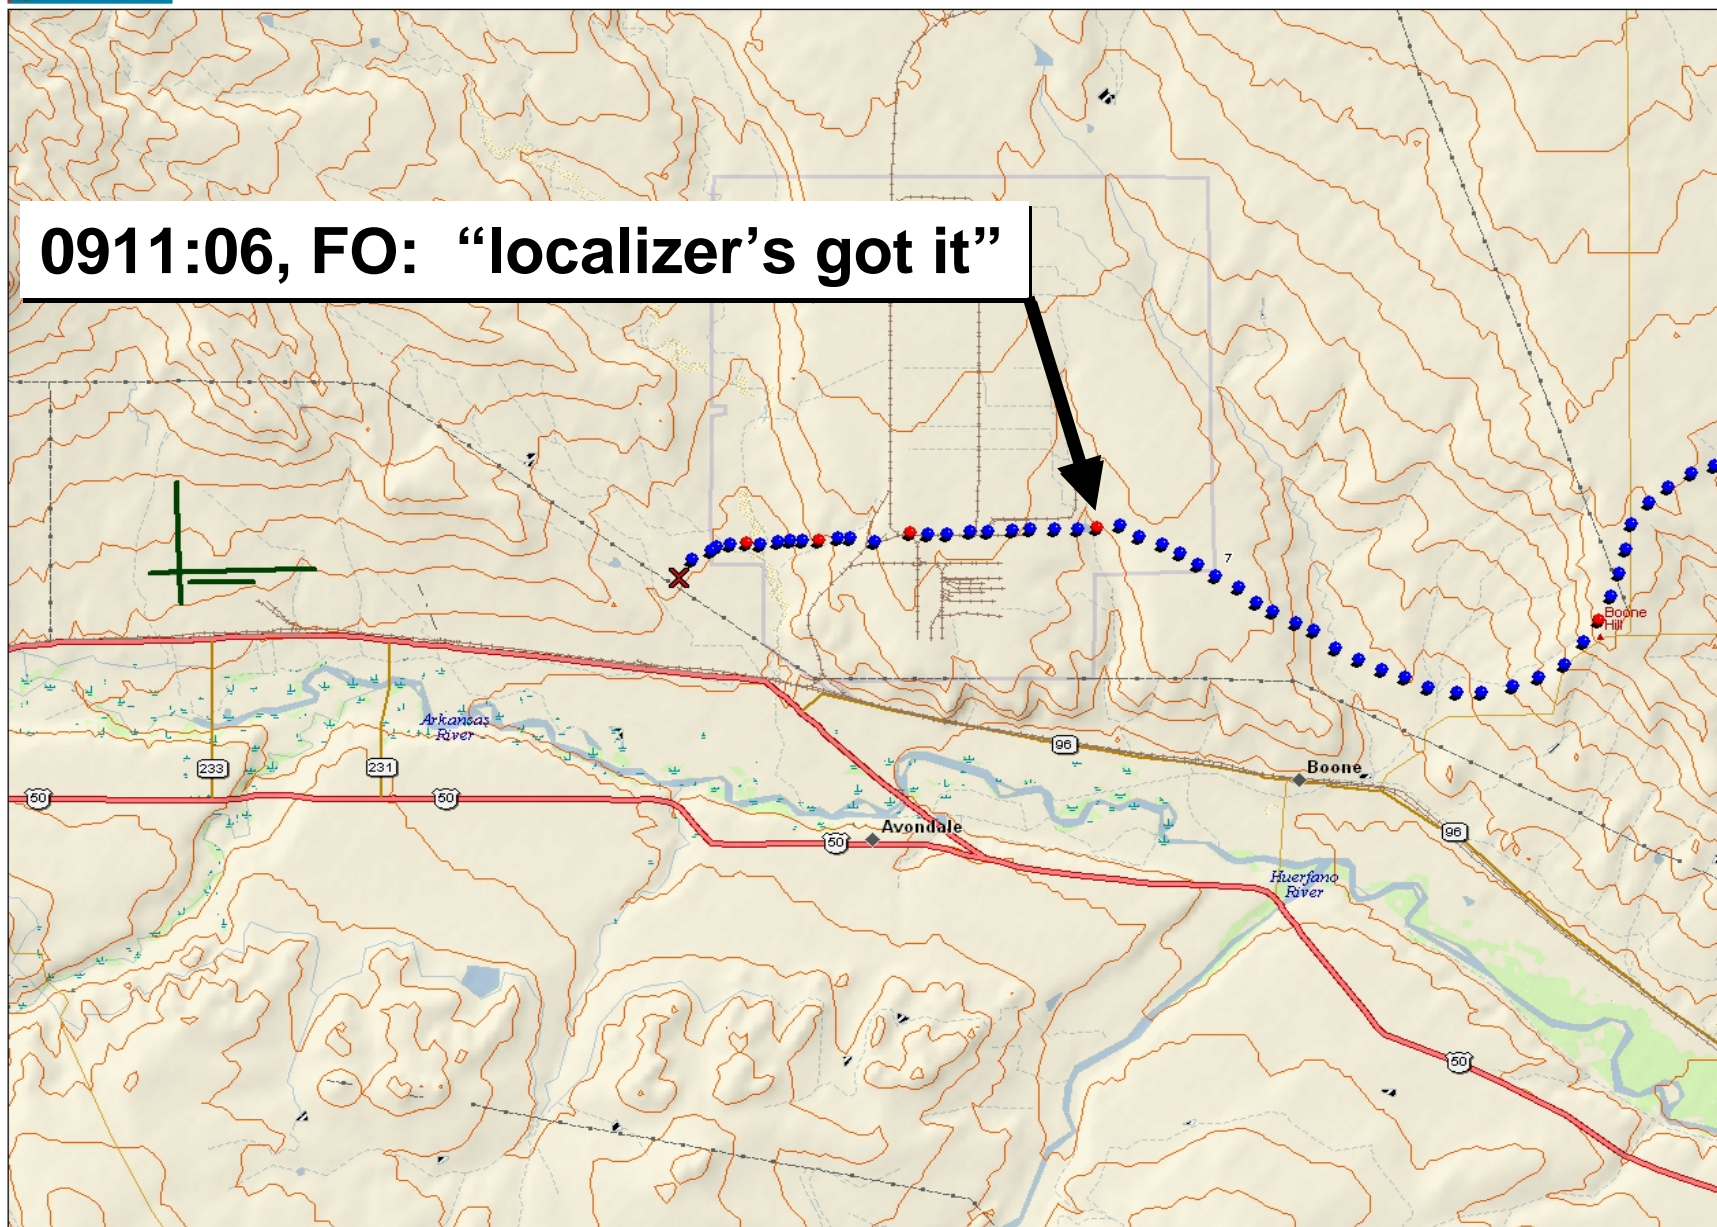 0911:06, FO: “localizer’s got it”
7
Boone
Hill
Arkansas
River
96
233
231
Boone
50
50
Avondale
50
96
Huerfano
River
50